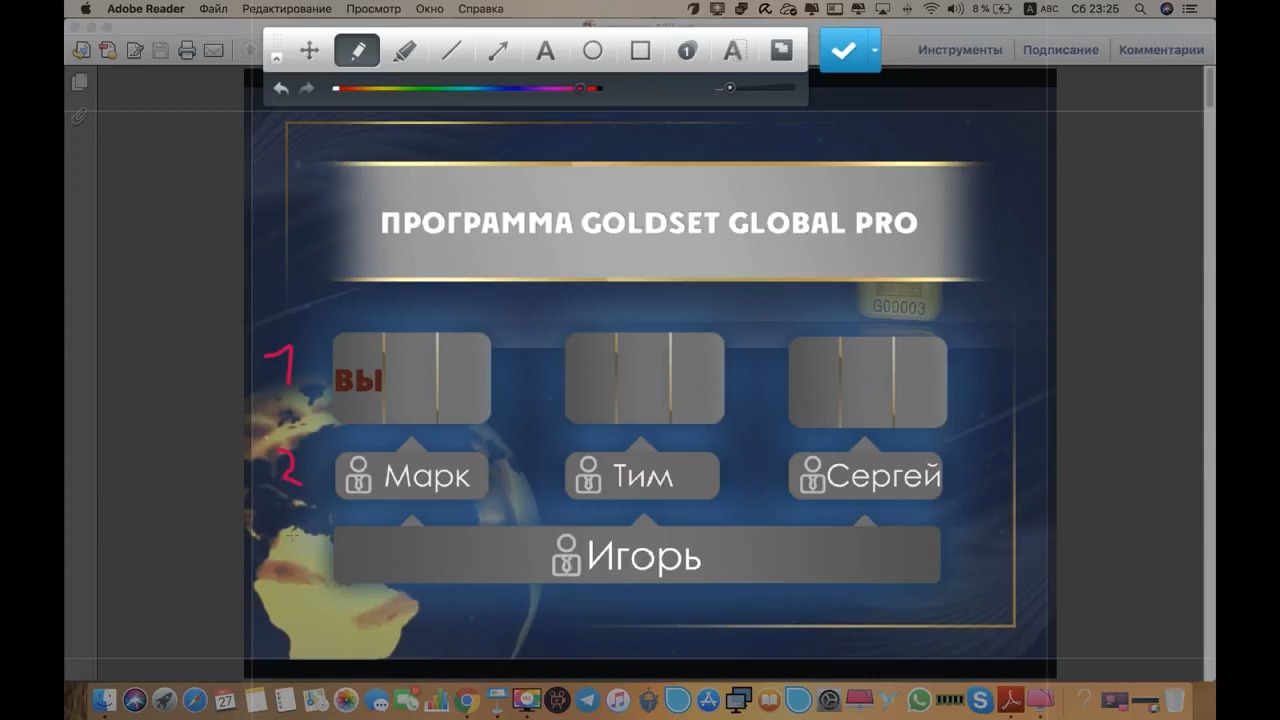 Adobe Reader Файл Редактирование Просмотр Окно Справка 8 % A ABC Сб 23:25
A 1 A
Инструменты Подписание Комментарии
ПРОГРАММА GOLDSET GLOBAL PRO
G00003
1
ВЫ
2
Марк Тим Сергей
Игорь